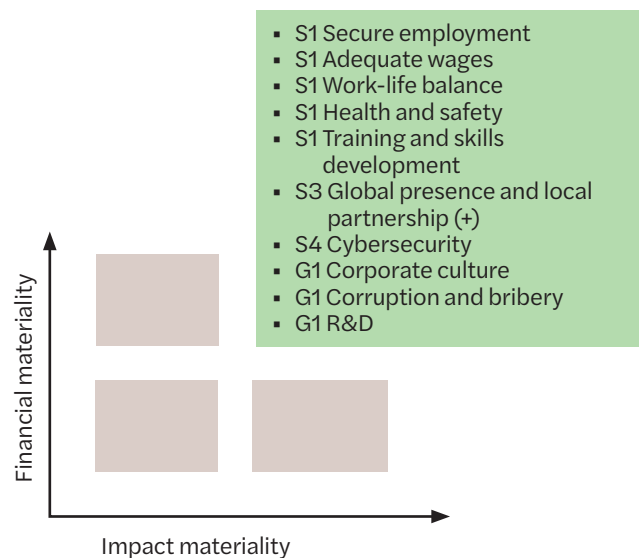 ▪ S1 Secure employment
▪ S1 Adequate wages
▪ S1 Work-life balance
▪ S1 Health and safety
▪ S1 Training and skills
development
▪ S3 Global presence and local
partnership (+)
▪ S4 Cybersecurity
▪ G1 Corporate culture
▪ G1 Corruption and bribery
▪ G1 R&D
Financial materiality
Impact materiality